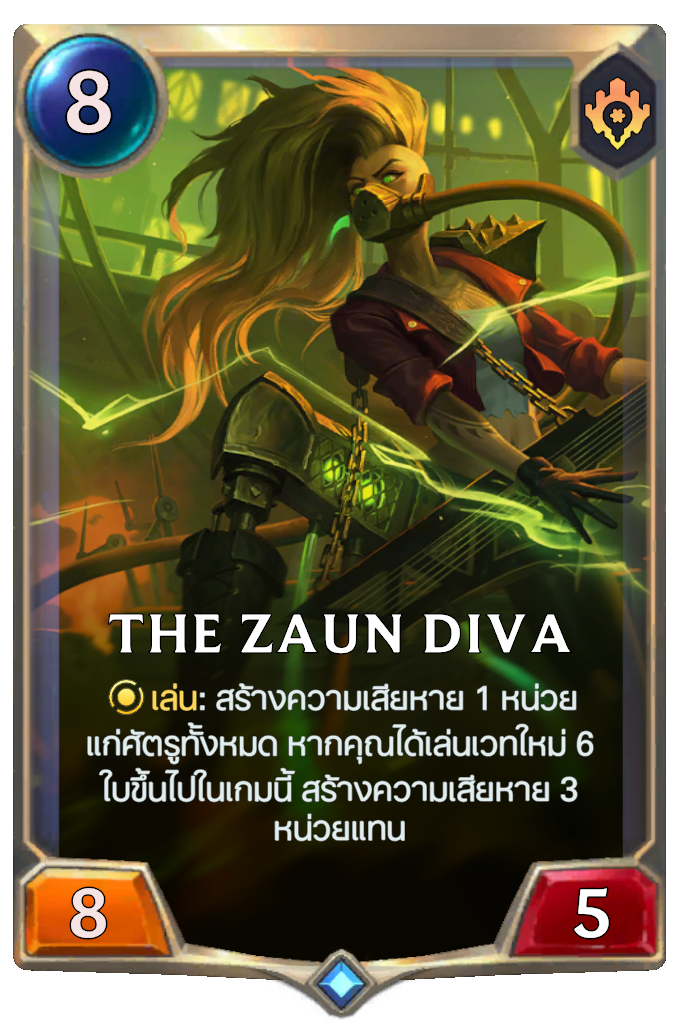 8
THE ZAUN DIVA
เล่น: สร้างความเสียหาย 1 หน่วย
แก่ศัตรูทั้งหมด หากคุณได้เล่นเวทใหม่ 6
ใบขึ้นไปในเกมนี้ สร้างความเสียหาย 3
หน่วยแทน
8
5